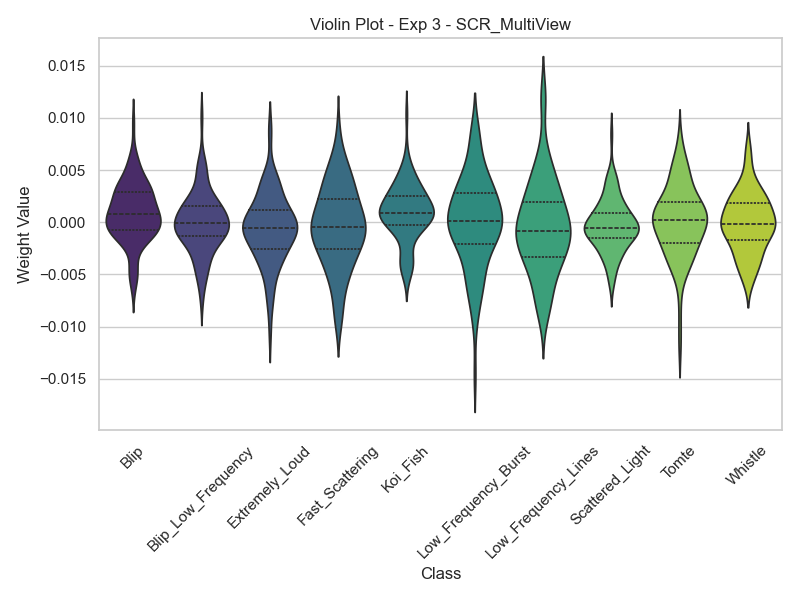 Violin Plot - Exp 3 - SCR_MultiView
Weight Value
0.015
0.010
0.005
0.000
−0.005
−0.010
−0.015
Blip
Blip_Low_Frequency
Extremely_Loud
Fast_Scattering
Koi_Fish
Low_Frequency_Burst
Low_Frequency_Lines
Scattered_Light
Tomte
Whistle
Class